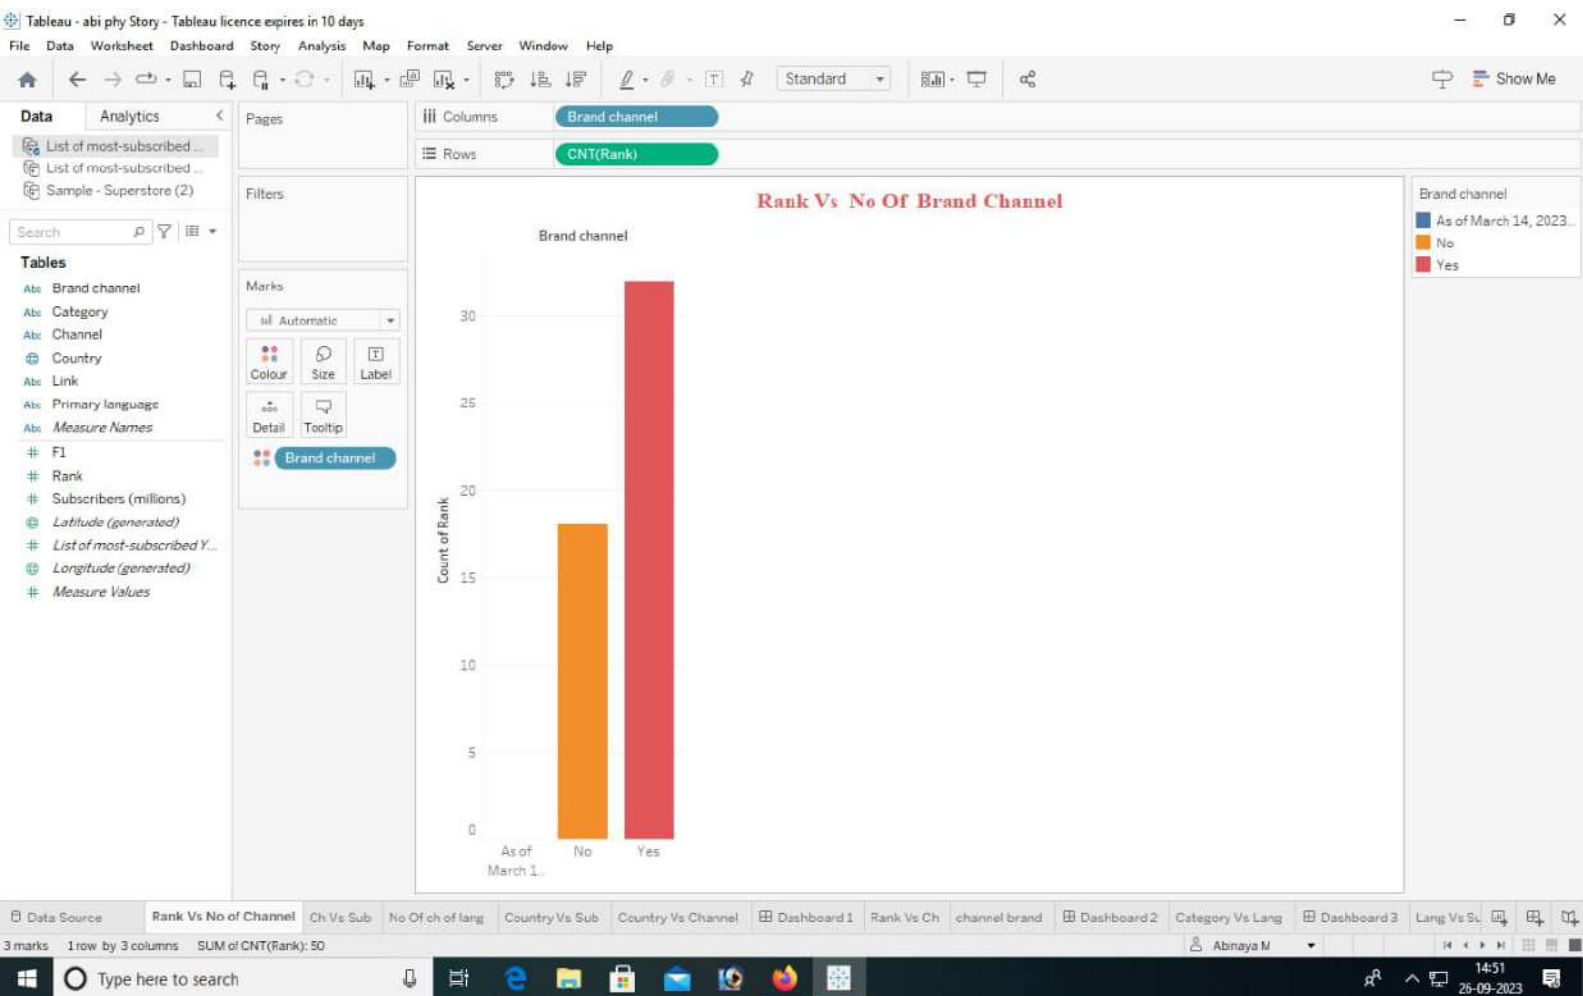 Tableau - abi phy Story - Tableau licence expires in 10 days
File Data Worksheet Dashboard Story Analysis Map Format Server Window Help
Standard
Show Me
Data Analytics
List of most-subscribed ...
List of most-subscribed ...
Sample - Superstore (2)
Search
Tables
Abc Brand channel
Abc Category
Abc Channel
Country
Abc Link
Abc Primary language
Abc Measure Names
# F1
# Rank
# Subscribers (millions)
Latitude (generated)
# List of most-subscribed Y...
Longitude (generated)
# Measure Values
Pages
Filters
Marks
Automatic
Colour Size Label
Detail Tooltip
Brand channel
Columns Brand channel
Rows CNT(Rank)
Rank Vs No Of Brand Channel
Brand channel
Count of Rank
30
25
20
15
10
5
0
As of March 1.. No Yes
Brand channel
As of March 14, 2023..
No
Yes
Data Source Rank Vs No of Channel Ch Vs Sub No Of ch of lang Country Vs Sub Country Vs Channel Dashboard 1 Rank Vs Ch channel brand Dashboard 2 Category Vs Lang Dashboard 3 Lang Vs Su
3 marks 1 row by 3 columns SUM of CNT(Rank): 50 Abinaya M
Type here to search
14:51
26-09-2023